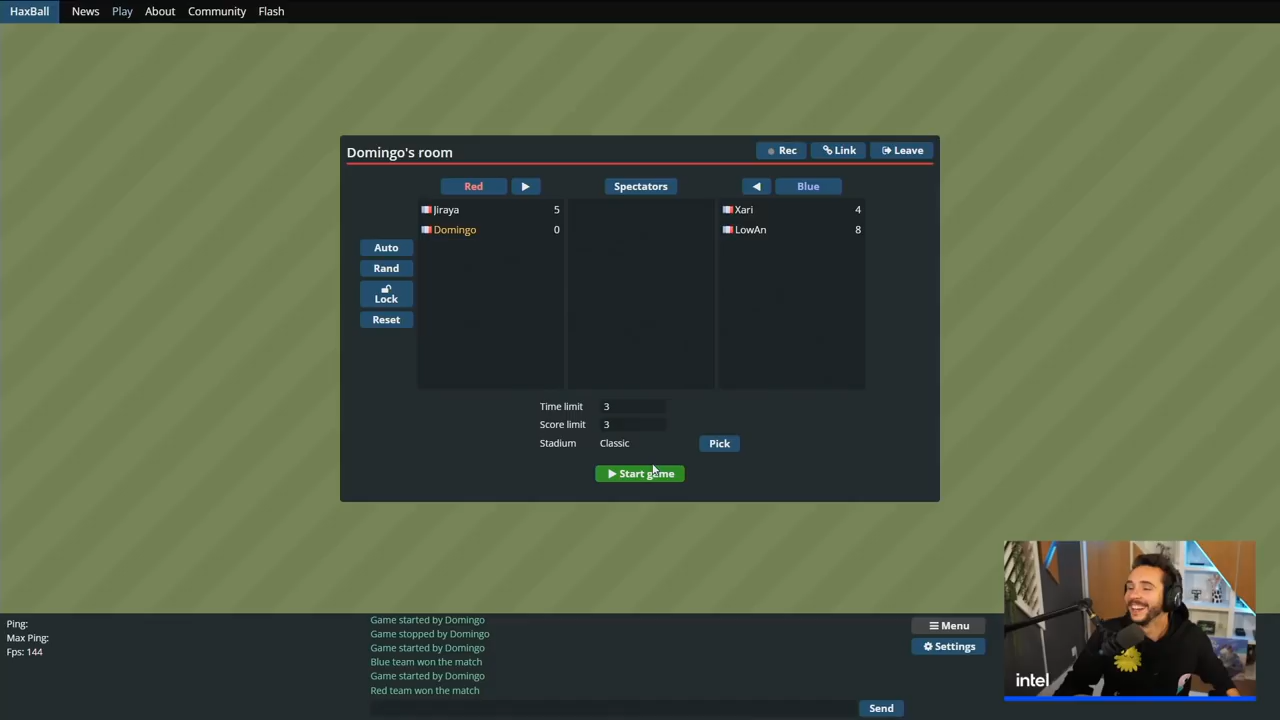 HaxBall News Play About Community Flash
Domingo's room
Rec Link Leave
Red Spectators Blue
Jiraya 5 Xari 4
Domingo 0 LowAn 8
Auto
Rand
Lock
Reset
Time limit 3
Score limit 3
Stadium Classic Pick
Start game
Ping:
Max Ping:
Fps: 144
Game started by Domingo
Game stopped by Domingo
Game started by Domingo
Blue team won the match
Game started by Domingo
Red team won the match
Menu
Settings
Send
intel